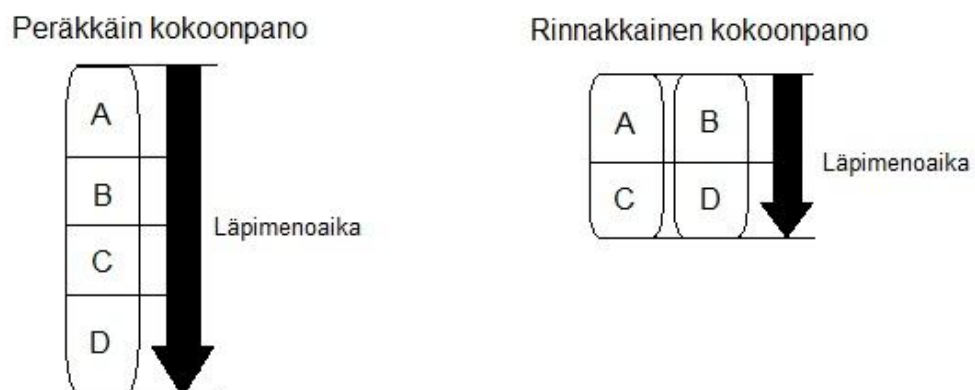 Peräkkäin kokoonpano
A
B
C
D
Läpimenoaika
Rinnakkainen kokoonpano
A B
C D
Läpimenoaika